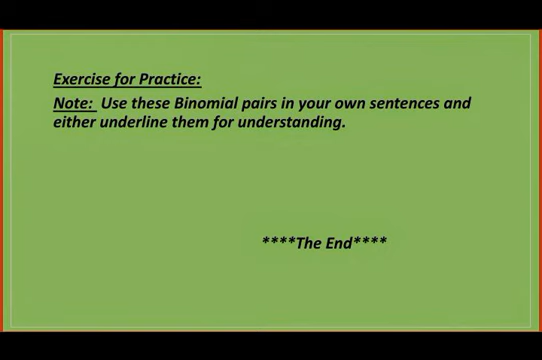 Exercise for Practice:
Note: Use these Binomial pairs in your own sentences and
either underline them for understanding.
****The End****